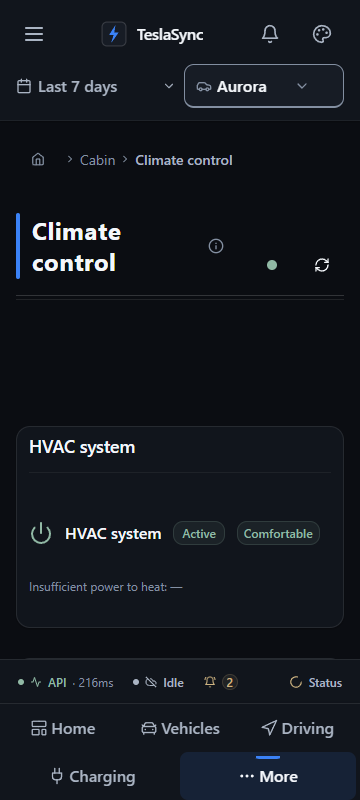 TeslaSync
Last 7 days
Aurora
Cabin
Climate control
Climate
control
HVAC system
HVAC system
Active
Comfortable
Insufficient power to heat: —
API · 216ms
Idle
2
Status
Home
Vehicles
Driving
Charging
More